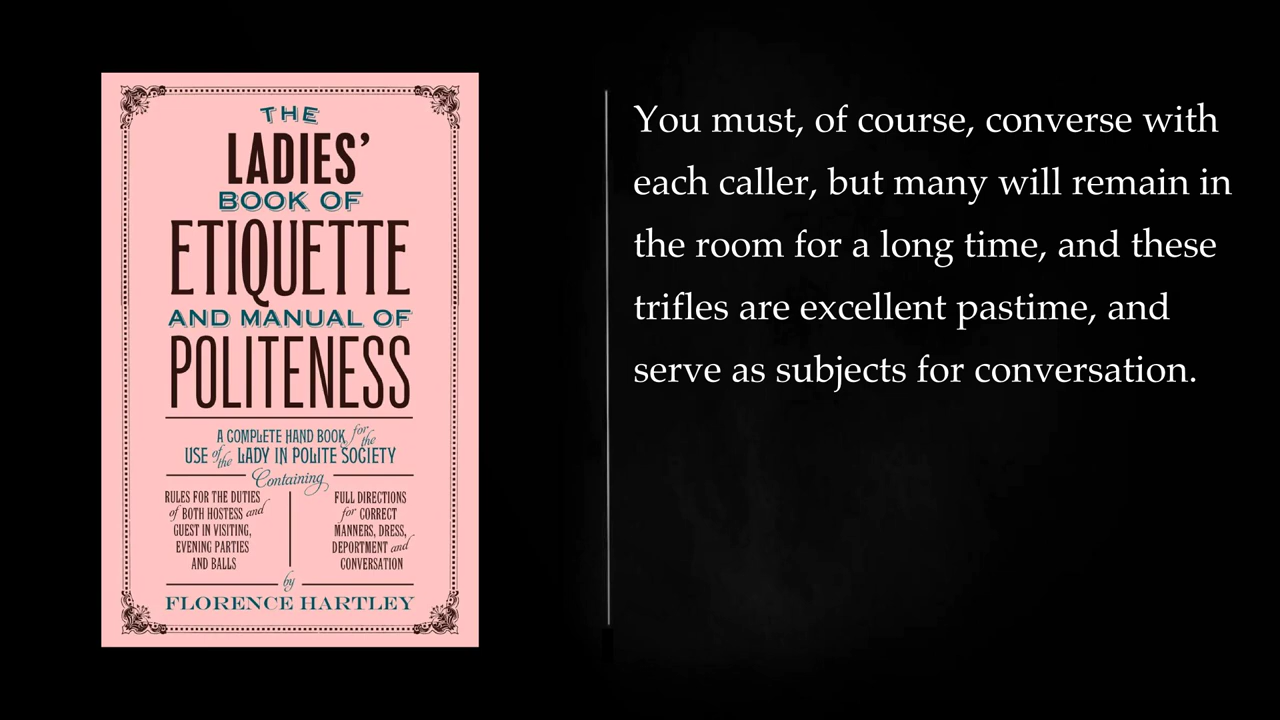 THE
LADIES'
BOOK OF
ETIQUETTE
AND MANUAL OF
POLITENESS
A COMPLETE HAND BOOK for the
USE of the LADY IN POLITE SOCIETY
Containing
RULES FOR THE DUTIES
of BOTH HOSTESS and
GUEST IN VISITING,
EVENING PARTIES
AND BALLS
FULL DIRECTIONS
for CORRECT
MANNERS, DRESS,
DEPORTMENT and
CONVERSATION
by
FLORENCE HARTLEY
You must, of course, converse with
each caller, but many will remain in
the room for a long time, and these
trifles are excellent pastime, and
serve as subjects for conversation.